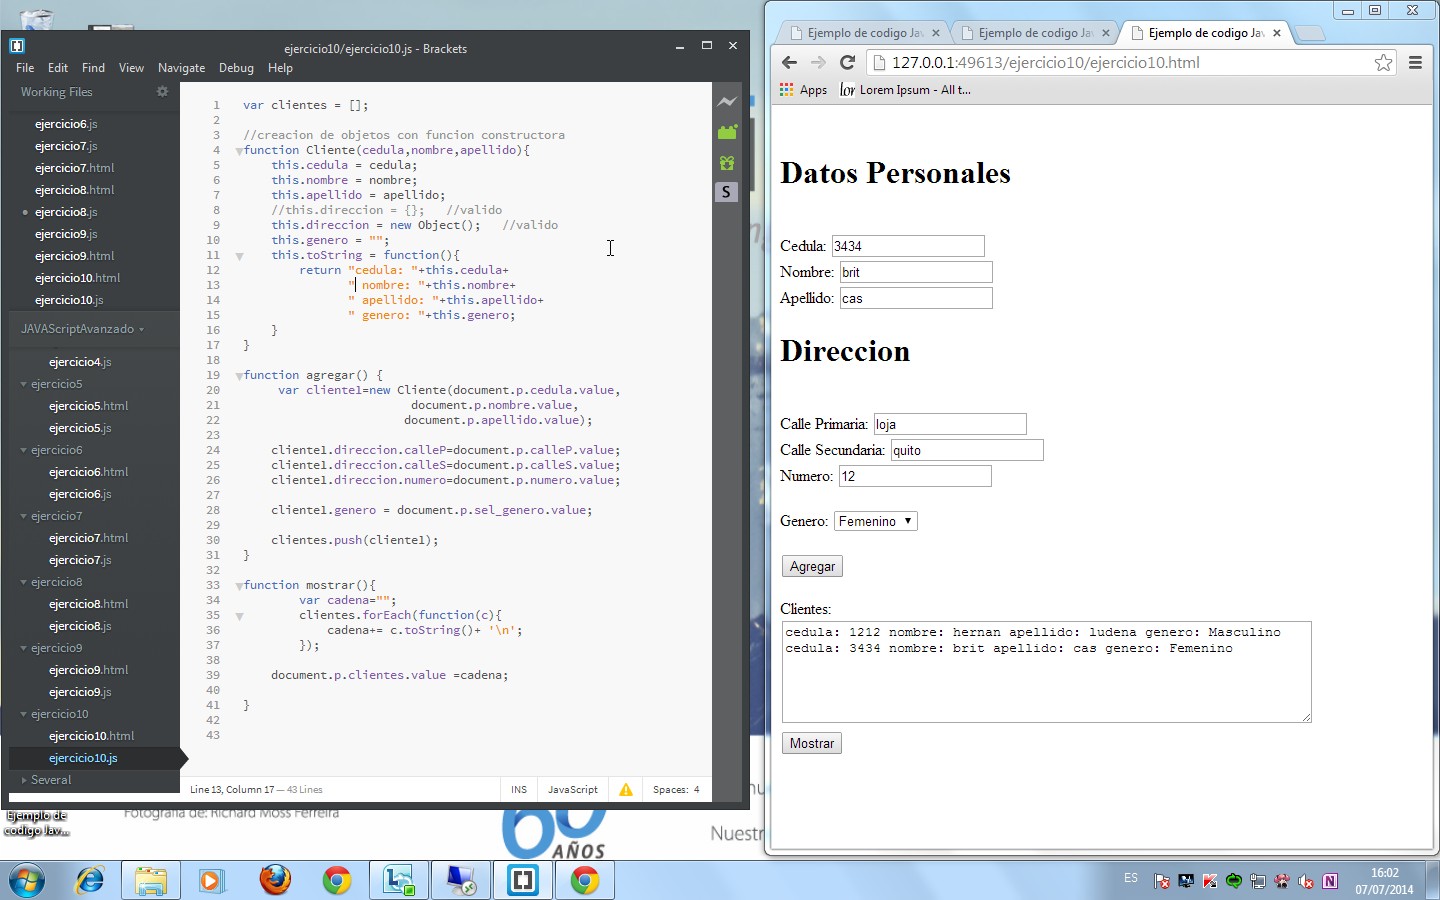 ejercicio10/ejercicio10.js - Brackets
File Edit Find View Navigate Debug Help
Working Files
ejercicio6.js
ejercicio7.js
ejercicio7.html
ejercicio8.html
ejercicio8.js
ejercicio9.js
ejercicio9.html
ejercicio10.html
ejercicio10.js
JAVAScriptAvanzado
ejercicio4.js
ejercicio5
ejercicio5.html
ejercicio5.js
ejercicio6
ejercicio6.html
ejercicio6.js
ejercicio7
ejercicio7.html
ejercicio7.js
ejercicio8
ejercicio8.html
ejercicio8.js
ejercicio9
ejercicio9.html
ejercicio9.js
ejercicio10
ejercicio10.html
ejercicio10.js
Several
1 var clientes = [];
2
3 //creacion de objetos con funcion constructora
4 function Cliente(cedula,nombre,apellido){
5 this.cedula = cedula;
6 this.nombre = nombre;
7 this.apellido = apellido;
8 //this.direccion = {}; //valido
9 this.direccion = new Object(); //valido
10 this.genero = "";
11 this.toString = function(){
12 return "cedula: "+this.cedula+
13 " nombre: "+this.nombre+
14 " apellido: "+this.apellido+
15 " genero: "+this.genero;
16 }
17 }
18
19 function agregar() {
20 var cliente1=new Cliente(document.p.cedula.value,
21 document.p.nombre.value,
22 document.p.apellido.value);
23
24 cliente1.direccion.calleP=document.p.calleP.value;
25 cliente1.direccion.calleS=document.p.calleS.value;
26 cliente1.direccion.numero=document.p.numero.value;
27
28 cliente1.genero = document.p.sel_genero.value;
29
30 clientes.push(cliente1);
31 }
32
33 function mostrar(){
34 var cadena="";
35 clientes.forEach(function(c){
36 cadena+= c.toString()+ '\n';
37 });
38
39 document.p.clientes.value =cadena;
40
41 }
42
43
Line 13, Column 17 — 43 Lines INS JavaScript Spaces: 4
S
Ejemplo de codigo Jav...
Fotografia de: Richard Moss Ferreira
60 AÑOS
Nuestr
Ejemplo de codigo Jav
Ejemplo de codigo Jav
Ejemplo de codigo Jav
127.0.0.1:49613/ejercicio10/ejercicio10.html
Apps lor Lorem Ipsum - All t...
Datos Personales
Cedula: 3434
Nombre: brit
Apellido: cas
Direccion
Calle Primaria: loja
Calle Secundaria: quito
Numero: 12
Genero: Femenino
Agregar
Clientes:
cedula: 1212 nombre: hernan apellido: ludena genero: Masculino
cedula: 3434 nombre: brit apellido: cas genero: Femenino
Mostrar
ES
16:02
07/07/2014